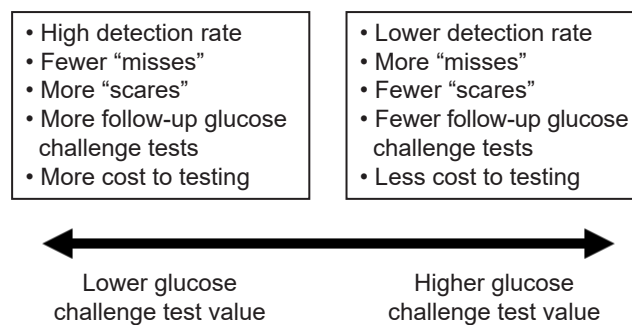 • High detection rate
• Fewer “misses”
• More “scares”
• More follow-up glucose
challenge tests
• More cost to testing
• Lower detection rate
• More “misses”
• Fewer “scares”
• Fewer follow-up glucose
challenge tests
• Less cost to testing
Lower glucose
challenge test value
Higher glucose
challenge test value